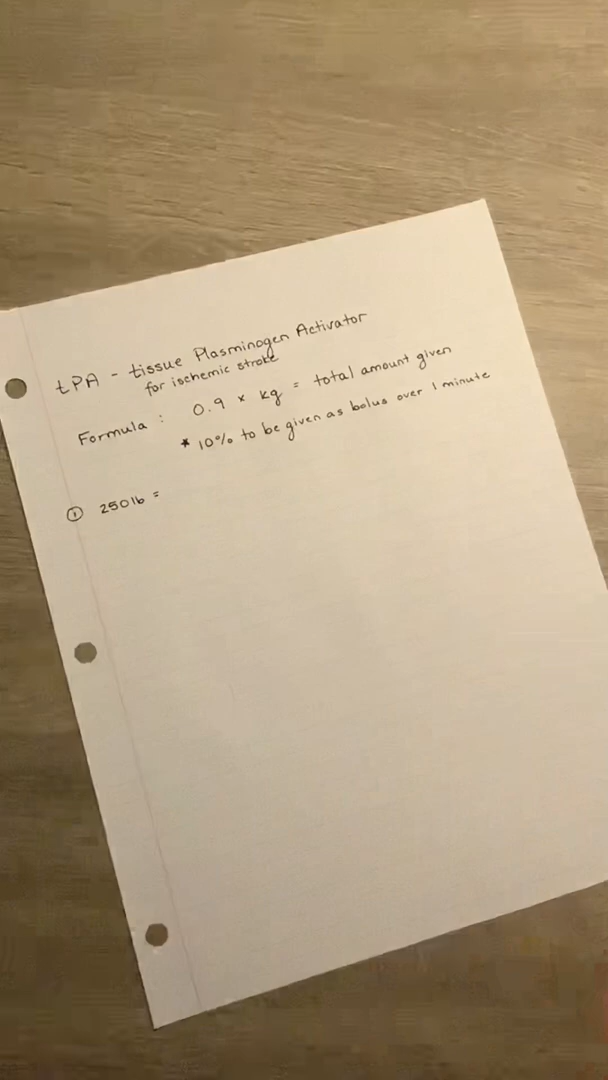 tPA - tissue Plasminogen Activator
for ischemic stroke
Formula : 0.9 x kg = total amount given
* 10% to be given as bolus over 1 minute
① 250lb =